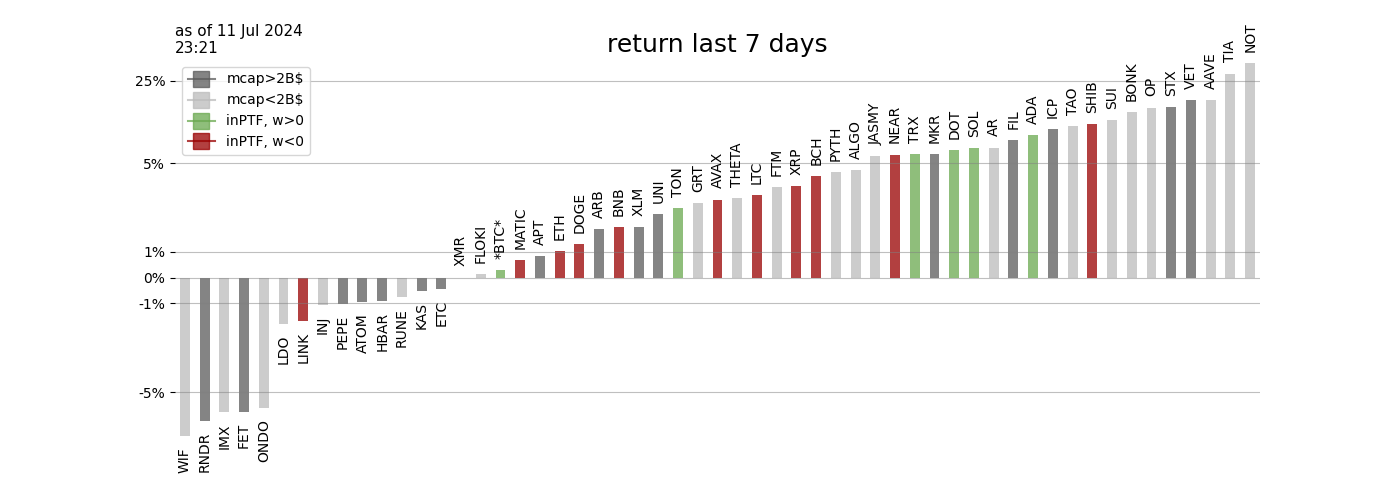 as of 11 Jul 2024
23:21
return last 7 days
mcap>2B$
mcap<2B$
inPTF, w>0
inPTF, w<0
25%
5%
1%
0%
-1%
-5%
WIF
RNDR
IMX
FET
ONDO
LDO
LINK
INJ
PEPE
ATOM
HBAR
RUNE
KAS
ETC
XMR
FLOKI
*BTC*
MATIC
APT
ETH
DOGE
ARB
BNB
XLM
UNI
TON
GRT
AVAX
THETA
LTC
FTM
XRP
BCH
PYTH
ALGO
JASMY
NEAR
TRX
MKR
DOT
SOL
AR
FIL
ADA
ICP
TAO
SHIB
SUI
BONK
OP
STX
VET
AAVE
TIA
NOT